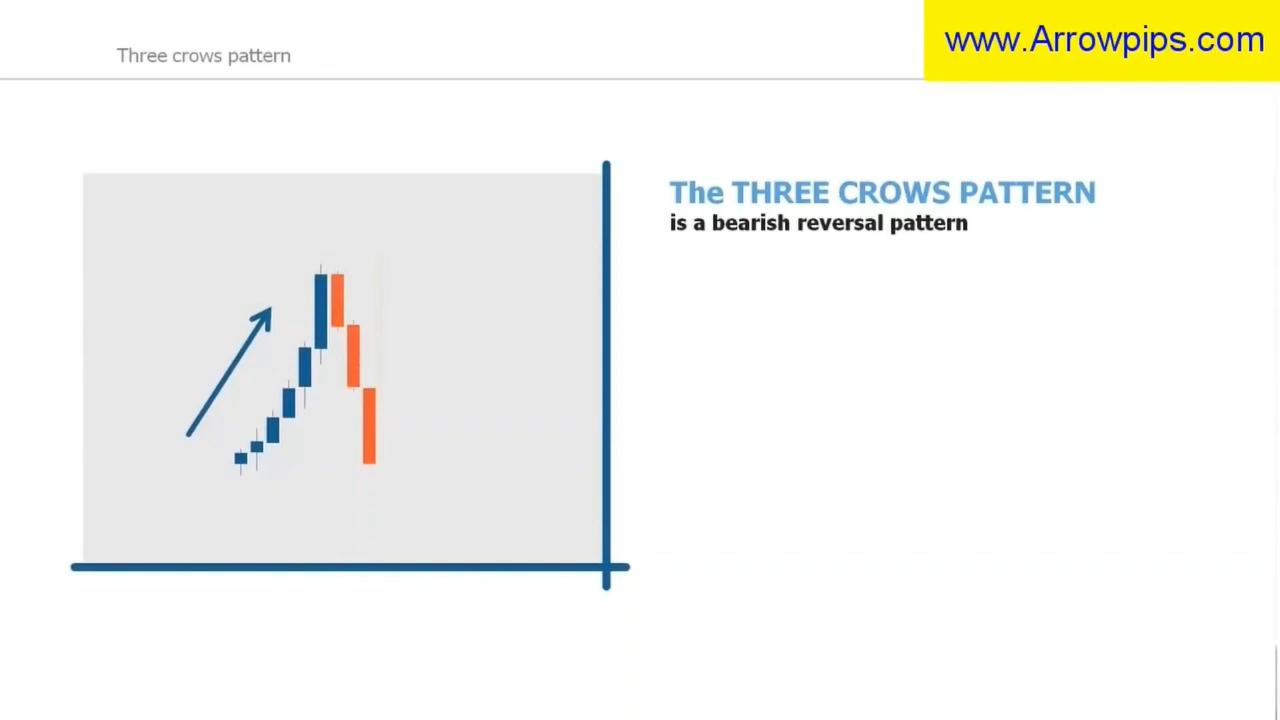 www.Arrowpips.com
Three crows pattern
The THREE CROWS PATTERN
is a bearish reversal pattern